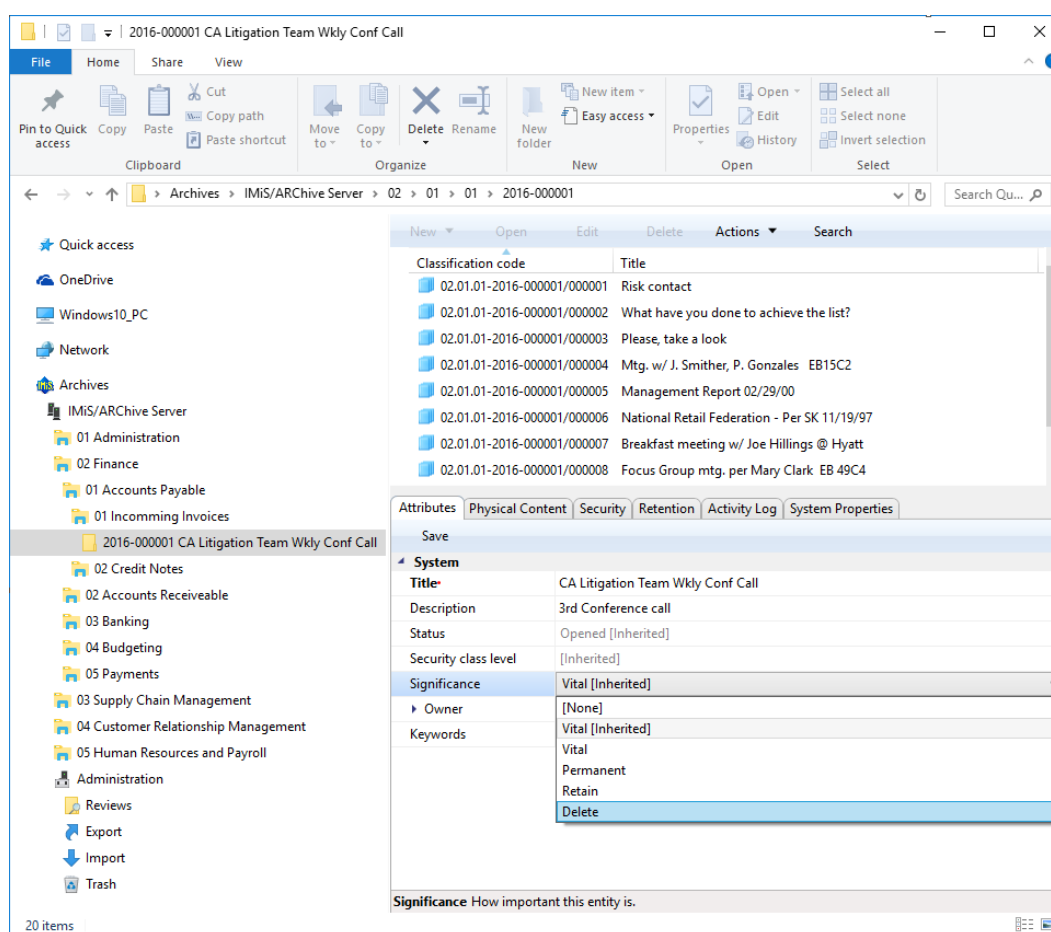 2016-000001 CA Litigation Team Wkly Conf Call
File Home Share View
Pin to Quick access
Copy
Paste
Cut
Copy path
Paste shortcut
Clipboard
Move to
Copy to
Delete
Rename
Organize
New folder
New item
Easy access
New
Properties
Open
Edit
History
Open
Select all
Select none
Invert selection
Select
Archives > IMiS/ARChive Server > 02 > 01 > 01 > 2016-000001
Search Qu...
Quick access
OneDrive
Windows10_PC
Network
Archives
IMiS/ARChive Server
01 Administration
02 Finance
01 Accounts Payable
01 Incomming Invoices
2016-000001 CA Litigation Team Wkly Conf Call
02 Credit Notes
02 Accounts Receiveable
03 Banking
04 Budgeting
05 Payments
03 Supply Chain Management
04 Customer Relationship Management
05 Human Resources and Payroll
Administration
Reviews
Export
Import
Trash
New Open Edit Delete Actions Search
Classification code Title
02.01.01-2016-000001/000001 Risk contact
02.01.01-2016-000001/000002 What have you done to achieve the list?
02.01.01-2016-000001/000003 Please, take a look
02.01.01-2016-000001/000004 Mtg. w/ J. Smither, P. Gonzales EB15C2
02.01.01-2016-000001/000005 Management Report 02/29/00
02.01.01-2016-000001/000006 National Retail Federation - Per SK 11/19/97
02.01.01-2016-000001/000007 Breakfast meeting w/ Joe Hillings @ Hyatt
02.01.01-2016-000001/000008 Focus Group mtg. per Mary Clark EB 49C4
Attributes Physical Content Security Retention Activity Log System Properties
Save
System
Title* CA Litigation Team Wkly Conf Call
Description 3rd Conference call
Status Opened [Inherited]
Security class level [Inherited]
Significance Vital [Inherited]
Owner
Keywords
[None]
Vital [Inherited]
Vital
Permanent
Retain
Delete
Significance How important this entity is.
20 items